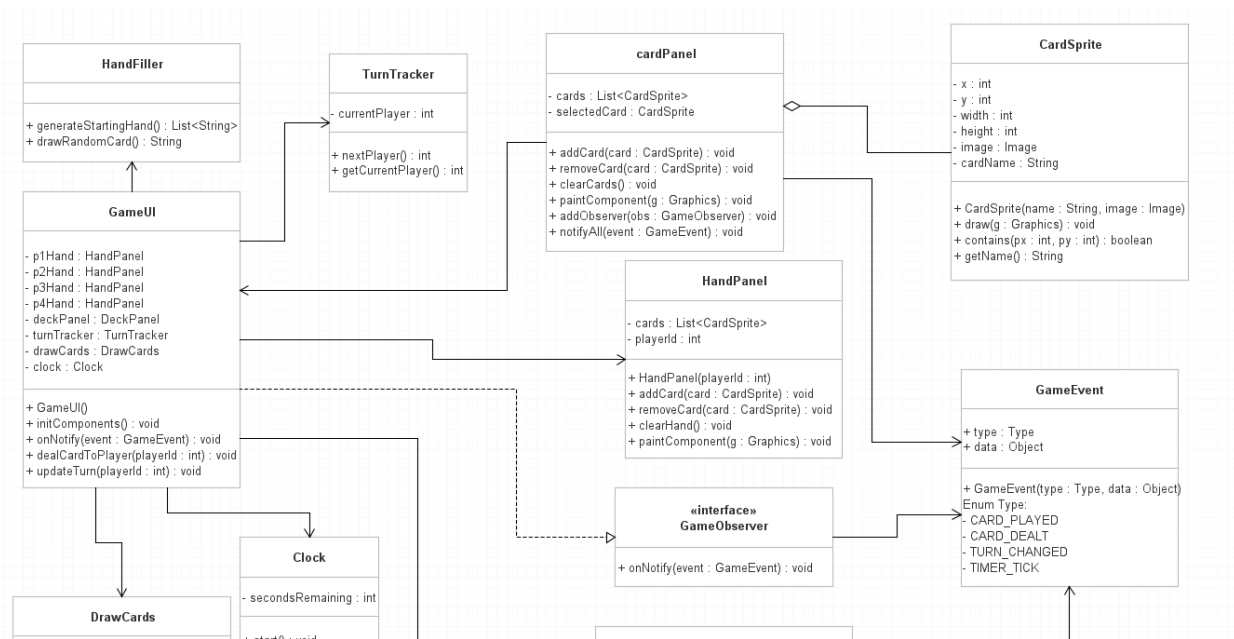 HandFiller
+ generateStartingHand() : List<String>
+ drawRandomCard() : String
TurnTracker
- currentPlayer : int
+ nextPlayer() : int
+ getCurrentPlayer() : int
cardPanel
- cards : List<CardSprite>
- selectedCard : CardSprite
+ addCard(card : CardSprite) : void
+ removeCard(card : CardSprite) : void
+ clearCards() : void
+ paintComponent(g : Graphics) : void
+ addObserver(obs : GameObserver) : void
+ notifyAll(event : GameEvent) : void
CardSprite
- x : int
- y : int
- width : int
- height : int
- image : Image
- cardName : String
+ CardSprite(name : String, image : Image)
+ draw(g : Graphics) : void
+ contains(px : int, py : int) : boolean
+ getName() : String
GameUI
- p1Hand : HandPanel
- p2Hand : HandPanel
- p3Hand : HandPanel
- p4Hand : HandPanel
- deckPanel : DeckPanel
- turnTracker : TurnTracker
- drawCards : DrawCards
- clock : Clock
+ GameUI()
+ initComponents() : void
+ onNotify(event : GameEvent) : void
+ dealCardToPlayer(playerId : int) : void
+ updateTurn(playerId : int) : void
HandPanel
- cards : List<CardSprite>
- playerId : int
+ HandPanel(playerId : int)
+ addCard(card : CardSprite) : void
+ removeCard(card : CardSprite) : void
+ clearHand() : void
+ paintComponent(g : Graphics) : void
GameEvent
+ type : Type
+ data : Object
+ GameEvent(type : Type, data : Object)
Enum Type:
- CARD_PLAYED
- CARD_DEALT
- TURN_CHANGED
- TIMER_TICK
«interface»
GameObserver
+ onNotify(event : GameEvent) : void
Clock
- secondsRemaining : int
+ start() : void
DrawCards